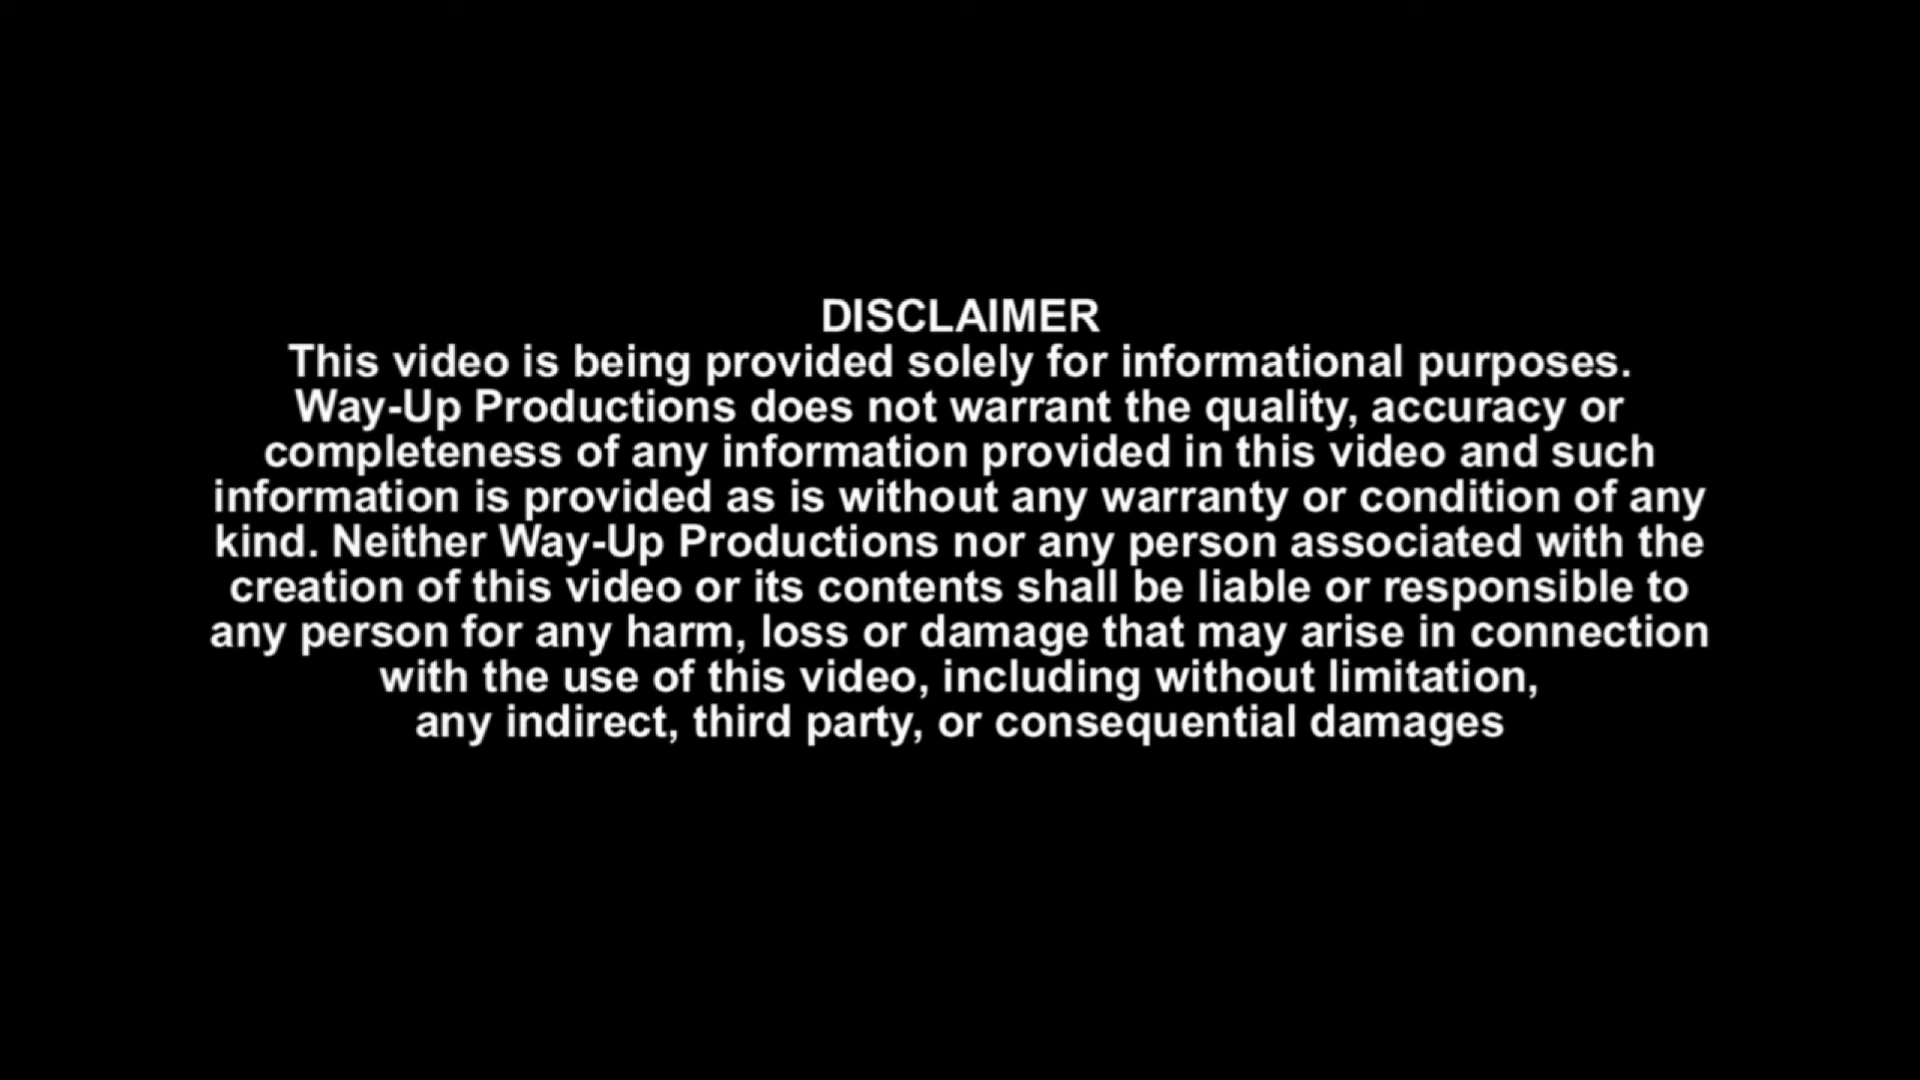 DISCLAIMER
This video is being provided solely for informational purposes.
Way-Up Productions does not warrant the quality, accuracy or
completeness of any information provided in this video and such
information is provided as is without any warranty or condition of any
kind. Neither Way-Up Productions nor any person associated with the
creation of this video or its contents shall be liable or responsible to
any person for any harm, loss or damage that may arise in connection
with the use of this video, including without limitation,
any indirect, third party, or consequential damages